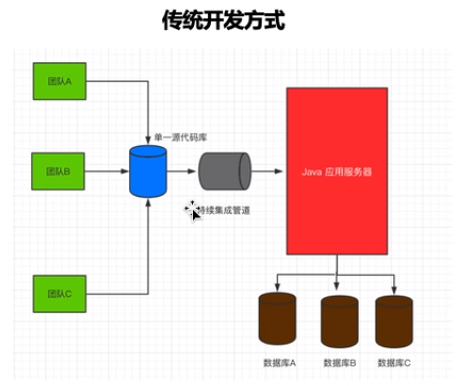 传统开发方式
团队A
单一源代码库
团队B
Java 应用服务器
持续集成管道
团队C
数据库A
数据库B
数据库C